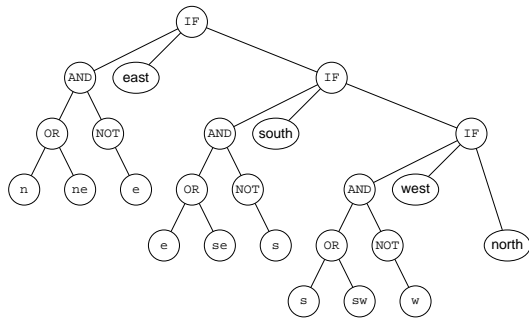 IF
AND east IF
OR NOT AND south IF
n ne e OR NOT AND west
e se s OR NOT north
s sw w